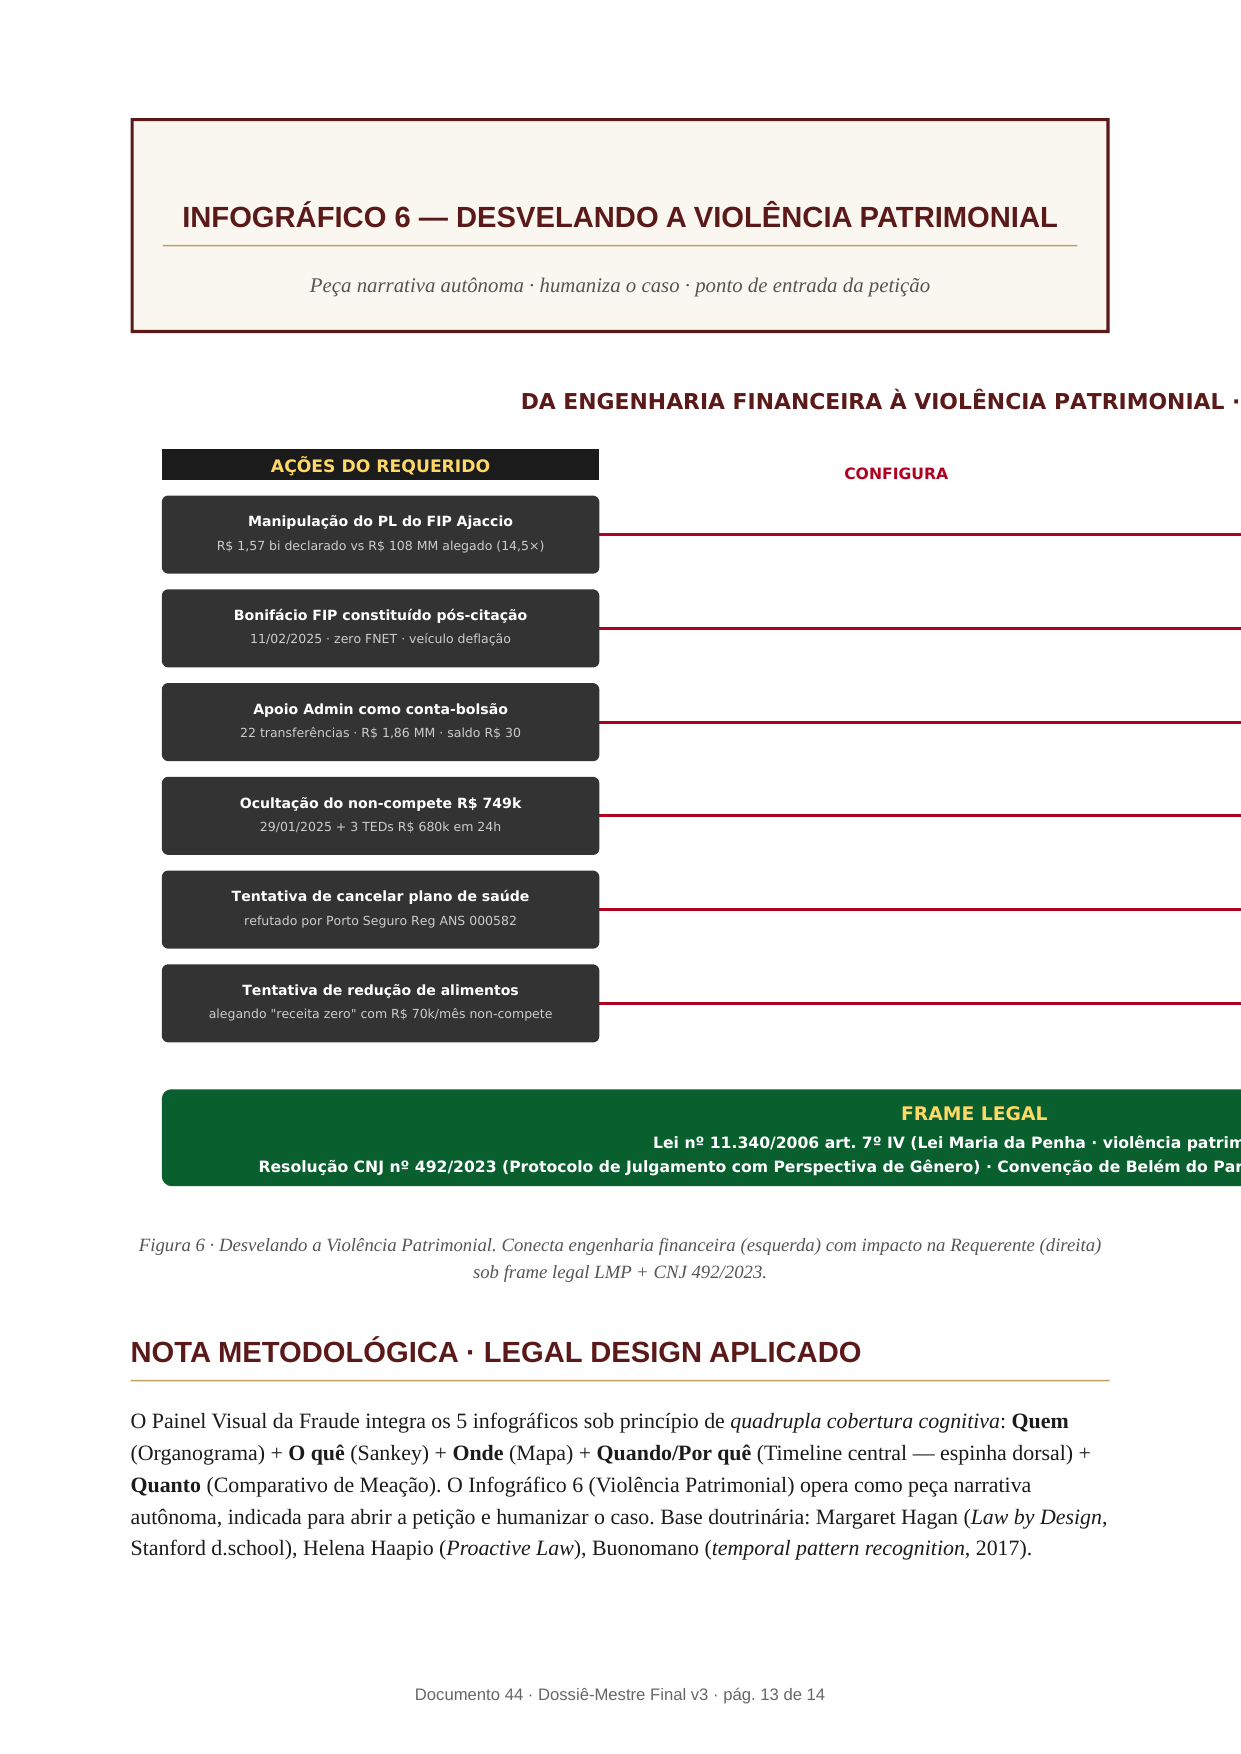 INFOGRÁFICO 6 — DESVELANDO A VIOLÊNCIA PATRIMONIAL
Peça narrativa autônoma · humaniza o caso · ponto de entrada da petição
DA ENGENHARIA FINANCEIRA À VIOLÊNCIA PATRIMONIAL ·
AÇÕES DO REQUERIDO
CONFIGURA
Manipulação do PL do FIP Ajaccio
R$ 1,57 bi declarado vs R$ 108 MM alegado (14,5×)
Bonifácio FIP constituído pós-citação
11/02/2025 · zero FNET · veículo deflação
Apoio Admin como conta-bolsão
22 transferências · R$ 1,86 MM · saldo R$ 30
Ocultação do non-compete R$ 749k
29/01/2025 + 3 TEDs R$ 680k em 24h
Tentativa de cancelar plano de saúde
refutado por Porto Seguro Reg ANS 000582
Tentativa de redução de alimentos
alegando "receita zero" com R$ 70k/mês non-compete
FRAME LEGAL
Lei nº 11.340/2006 art. 7º IV (Lei Maria da Penha · violência patrim
Resolução CNJ nº 492/2023 (Protocolo de Julgamento com Perspectiva de Gênero) · Convenção de Belém do Par
Figura 6 · Desvelando a Violência Patrimonial. Conecta engenharia financeira (esquerda) com impacto na Requerente (direita)
sob frame legal LMP + CNJ 492/2023.
NOTA METODOLÓGICA · LEGAL DESIGN APLICADO
O Painel Visual da Fraude integra os 5 infográficos sob princípio de quadrupla cobertura cognitiva: Quem
(Organograma) + O quê (Sankey) + Onde (Mapa) + Quando/Por quê (Timeline central — espinha dorsal) +
Quanto (Comparativo de Meação). O Infográfico 6 (Violência Patrimonial) opera como peça narrativa
autônoma, indicada para abrir a petição e humanizar o caso. Base doutrinária: Margaret Hagan (Law by Design,
Stanford d.school), Helena Haapio (Proactive Law), Buonomano (temporal pattern recognition, 2017).
Documento 44 · Dossiê-Mestre Final v3 · pág. 13 de 14